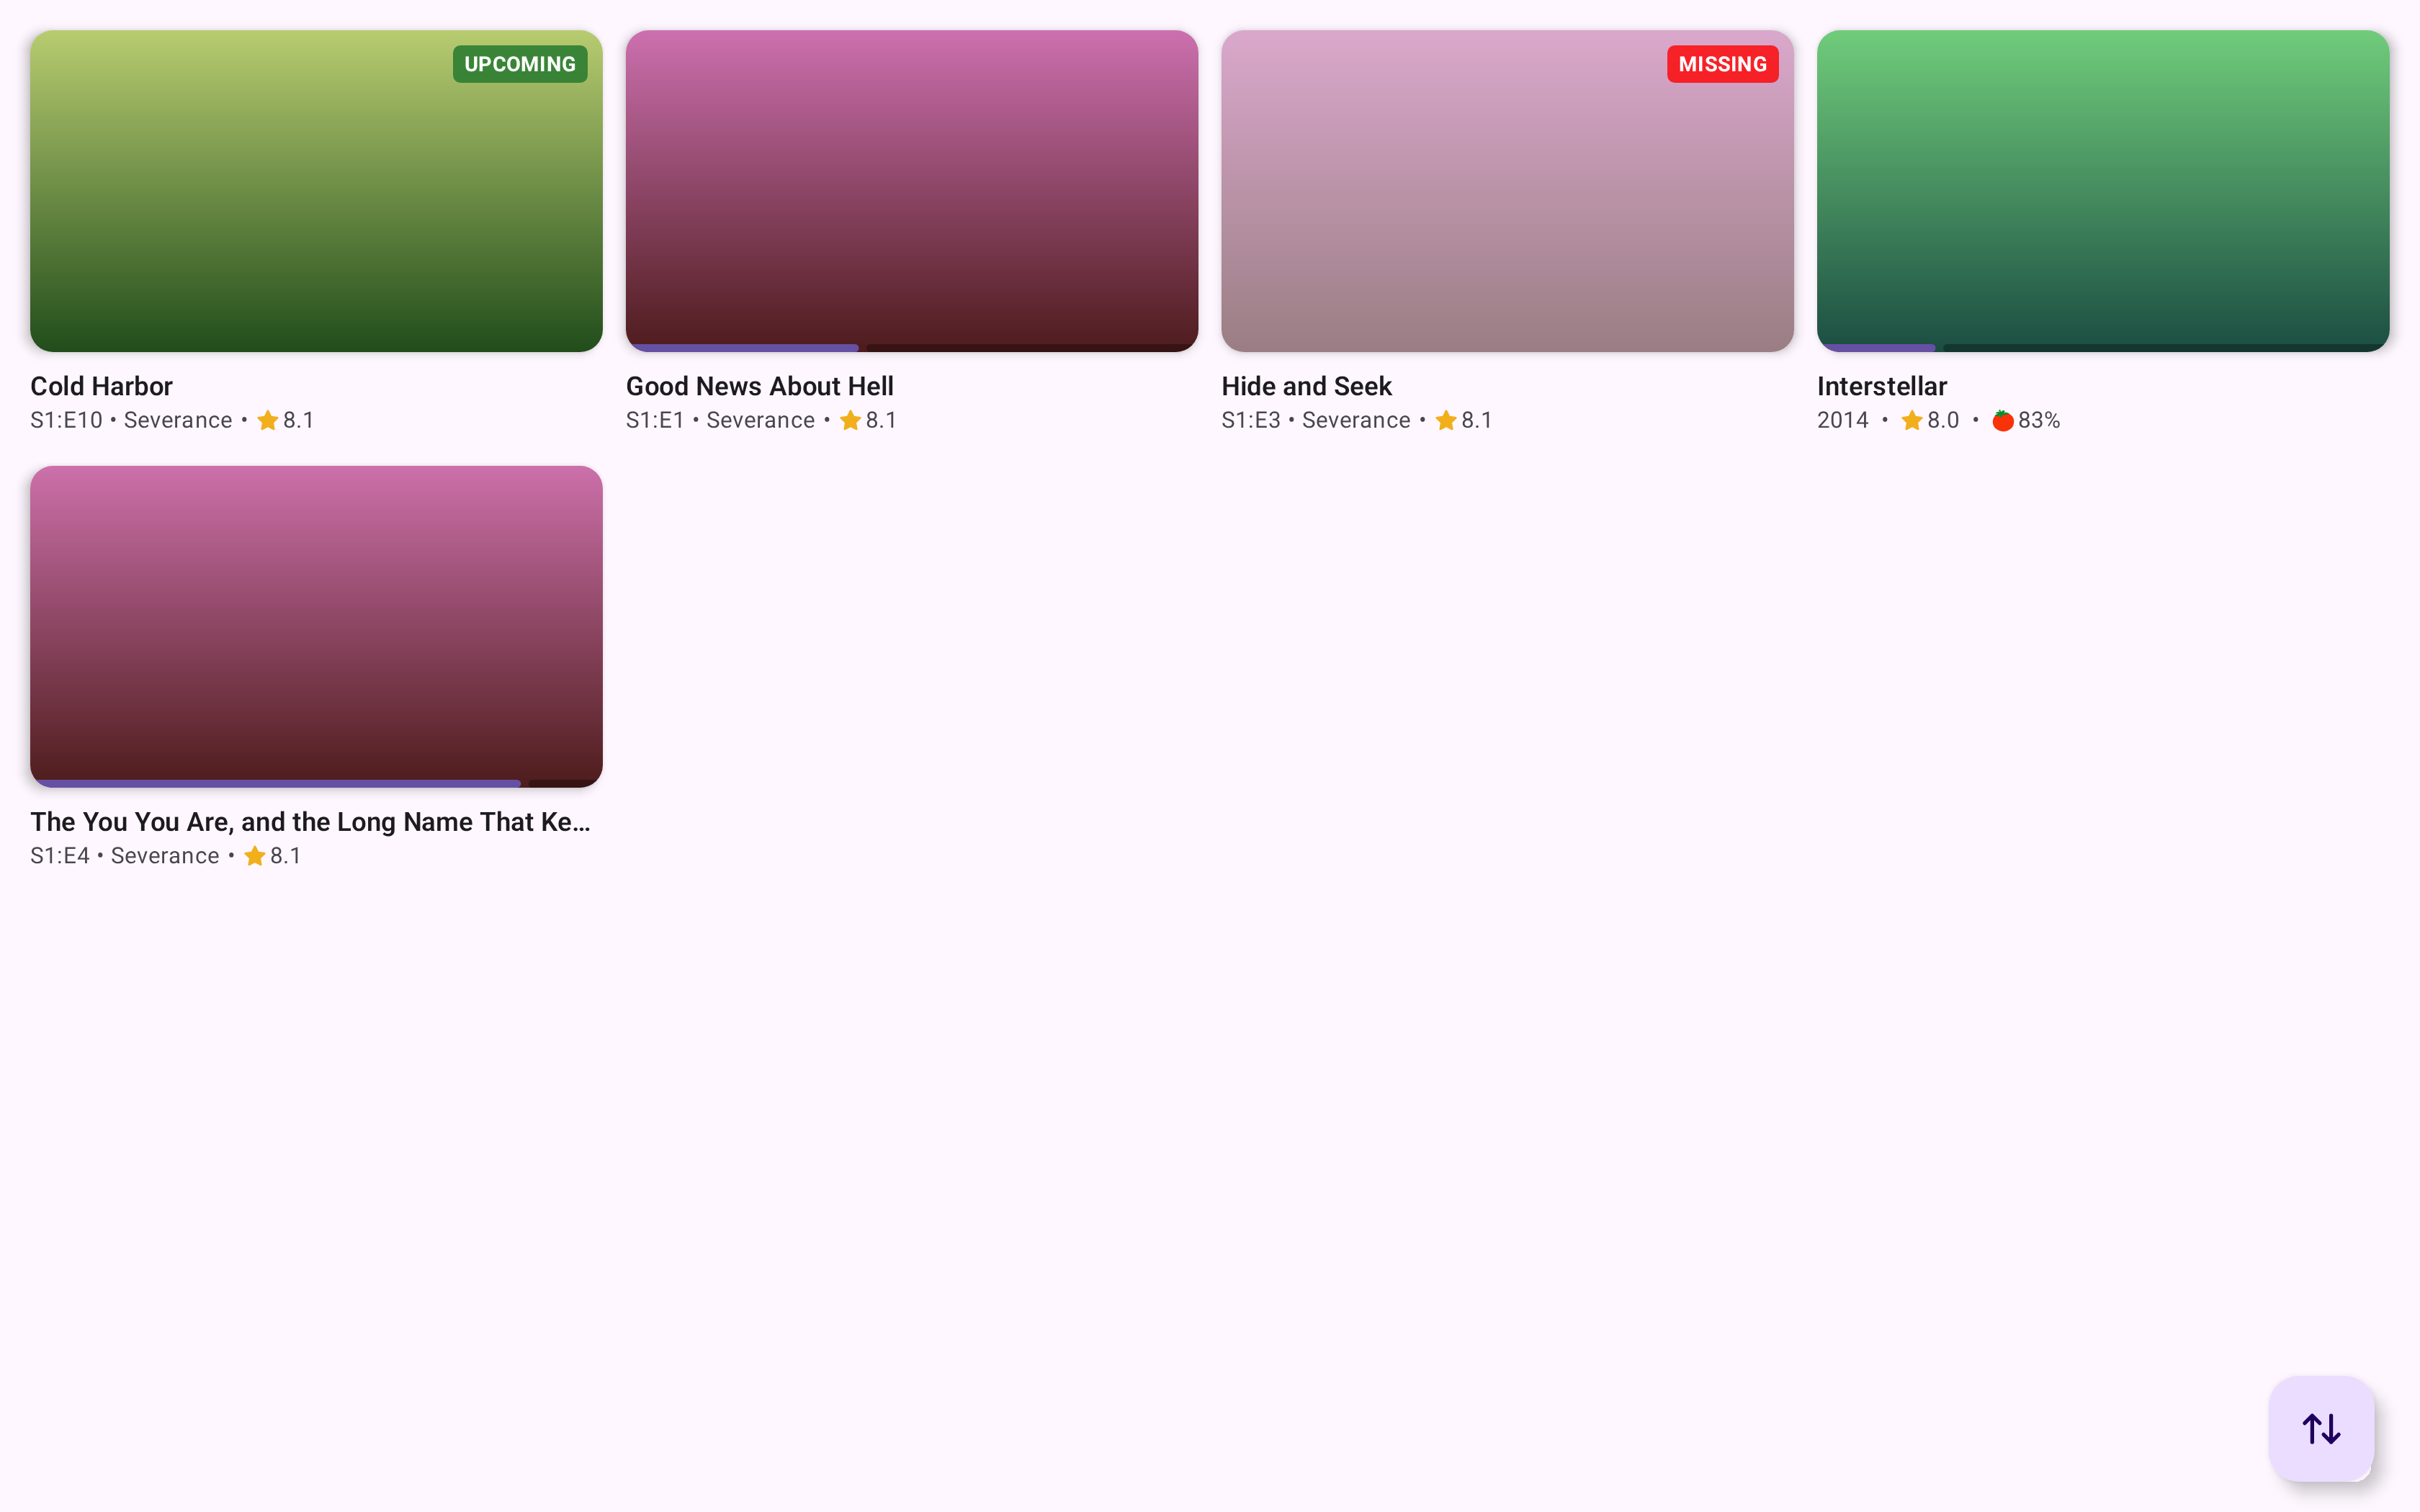 UPCOMING
MISSING
Cold Harbor
Good News About Hell
Hide and Seek
Interstellar
S1:E10 • Severance • 8.1
S1:E1 • Severance • 8.1
S1:E3 • Severance • 8.1
2014 • 8.0 • 83%
The You You Are, and the Long Name That Ke…
S1:E4 • Severance • 8.1